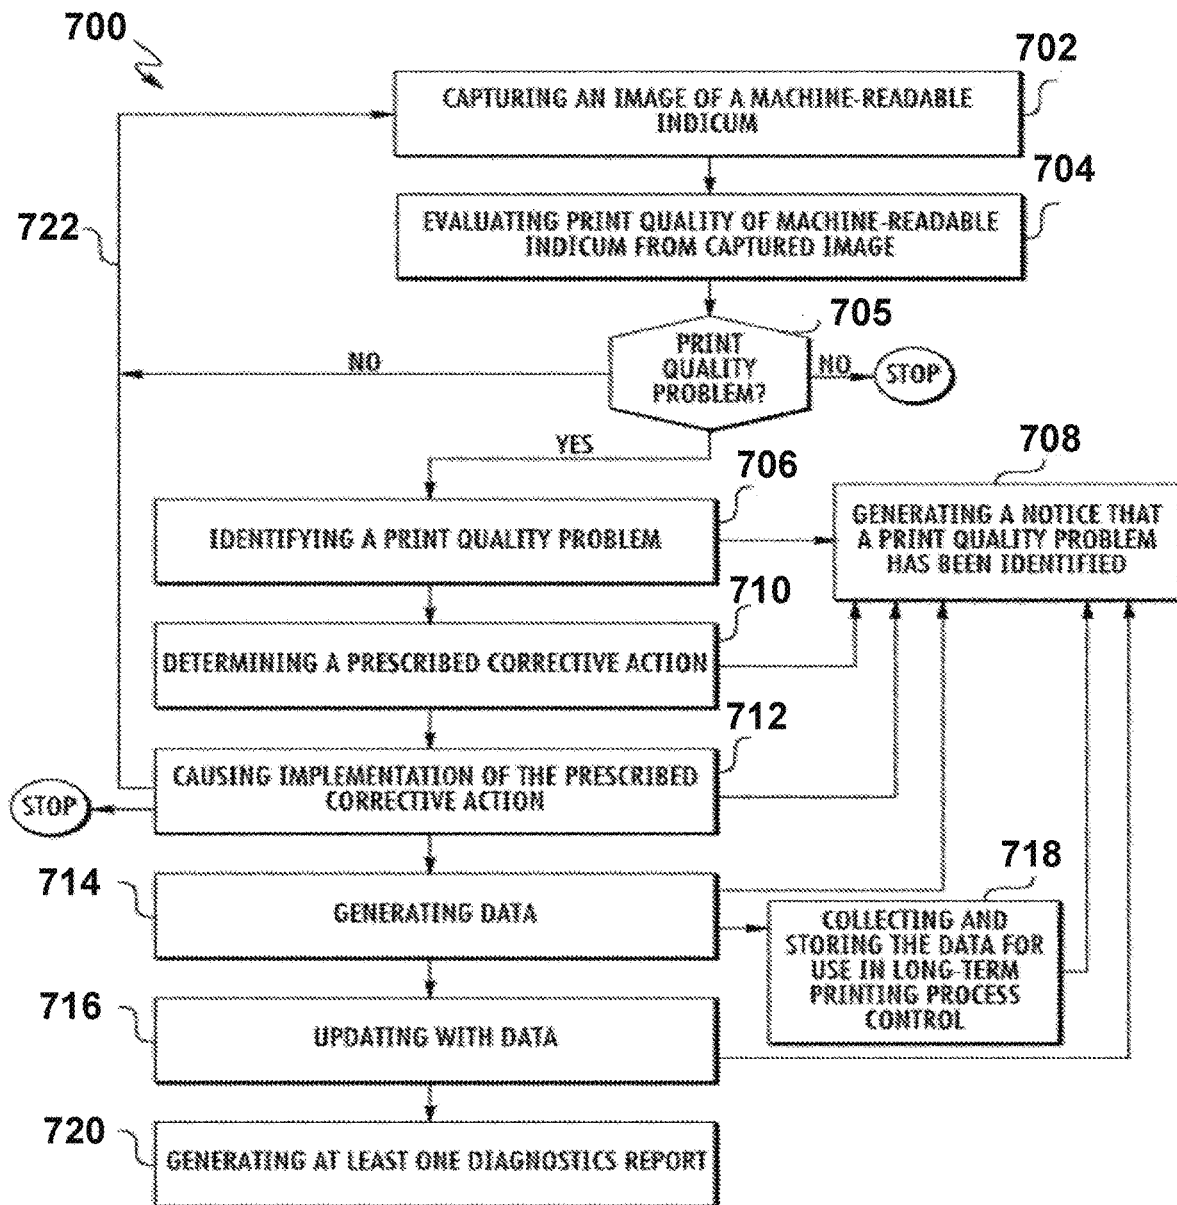 700
702
CAPTURING AN IMAGE OF A MACHINE-READABLE
INDICUM
704
EVALUATING PRINT QUALITY OF MACHINE-READABLE
INDICUM FROM CAPTURED IMAGE
722
705
PRINT
QUALITY
PROBLEM?
NO
NO
STOP
YES
706
IDENTIFYING A PRINT QUALITY PROBLEM
708
GENERATING A NOTICE THAT
A PRINT QUALITY PROBLEM
HAS BEEN IDENTIFIED
710
DETERMINING A PRESCRIBED CORRECTIVE ACTION
712
CAUSING IMPLEMENTATION OF THE PRESCRIBED
CORRECTIVE ACTION
STOP
714
GENERATING DATA
718
COLLECTING AND
STORING THE DATA FOR
USE IN LONG-TERM
PRINTING PROCESS
CONTROL
716
UPDATING WITH DATA
720
GENERATING AT LEAST ONE DIAGNOSTICS REPORT